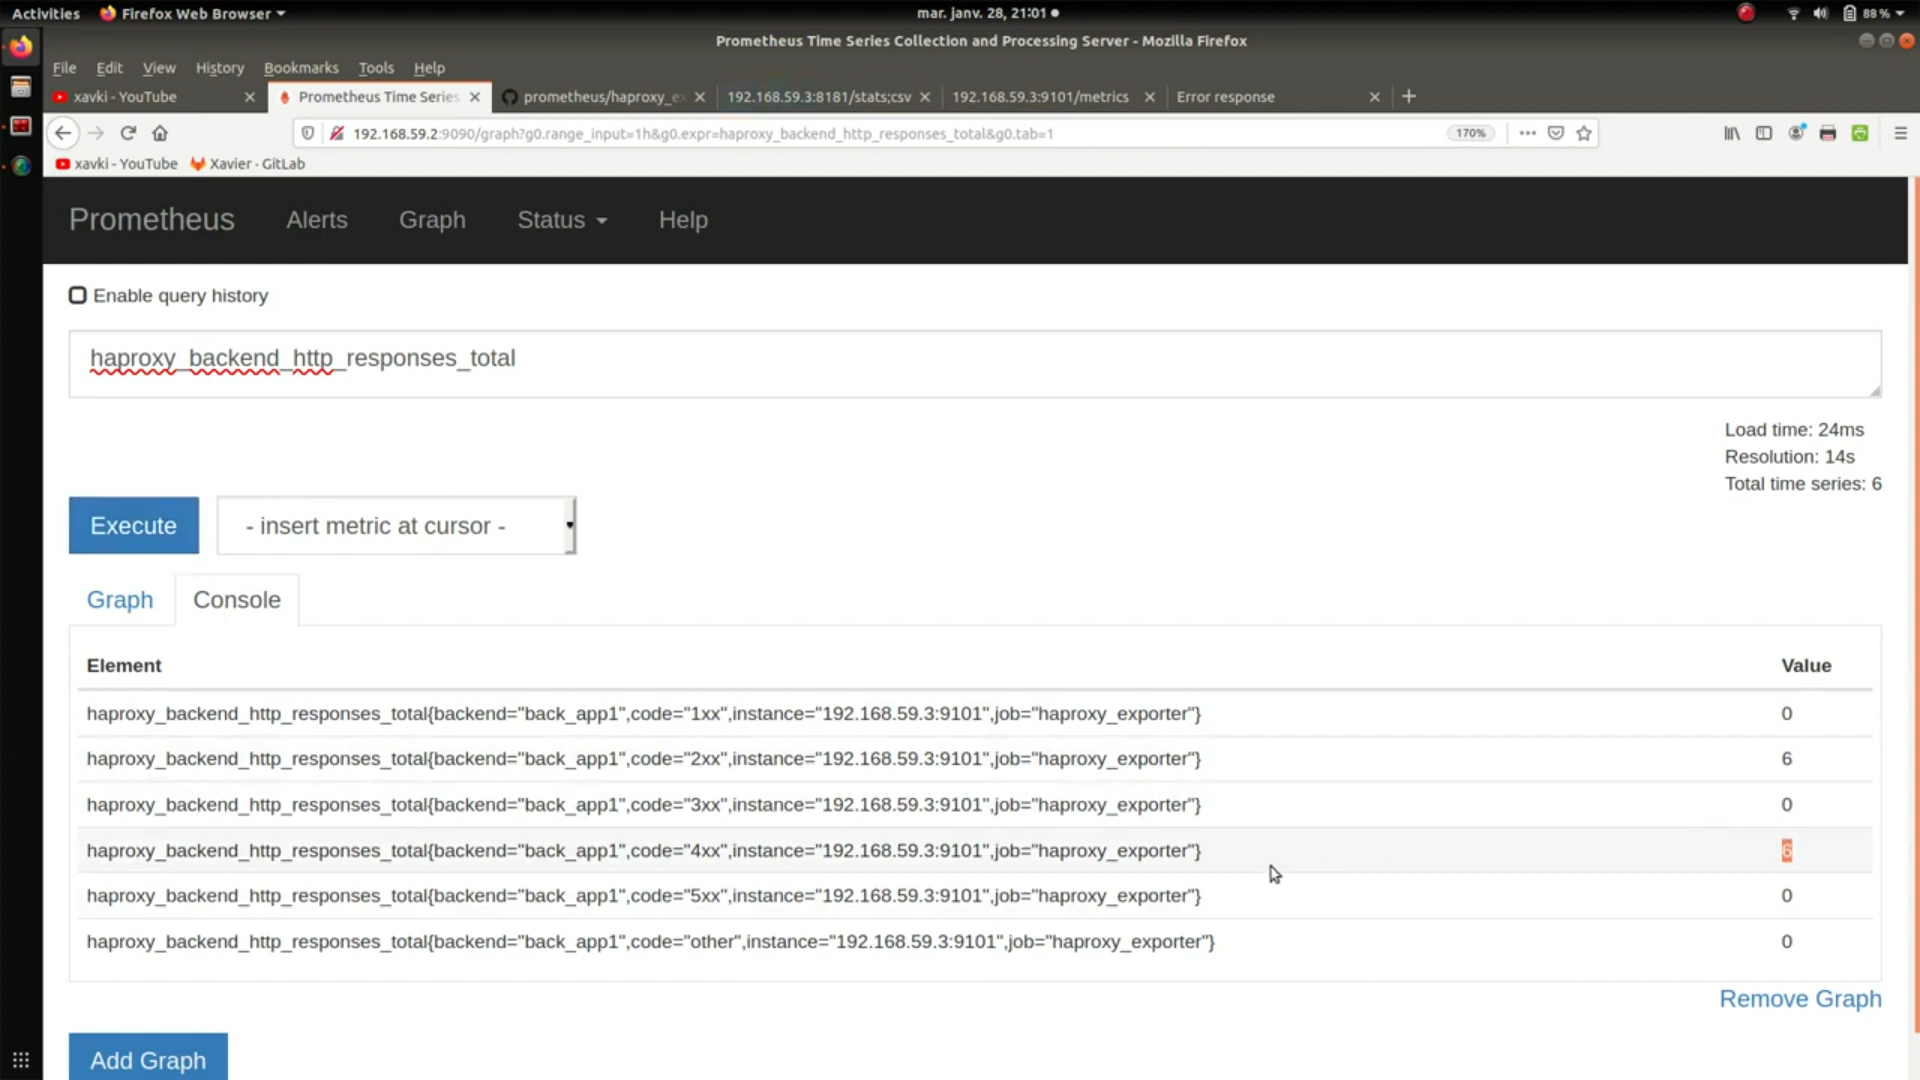 Activities Firefox Web Browser mar. janv. 28, 21:01 88 %
Prometheus Time Series Collection and Processing Server - Mozilla Firefox
File Edit View History Bookmarks Tools Help
xavki - YouTube Prometheus Time Series prometheus/haproxy_e 192.168.59.3:8181/stats;csv 192.168.59.3:9101/metrics Error response
192.168.59.2:9090/graph?g0.range_input=1h&g0.expr=haproxy_backend_http_responses_total&g0.tab=1 170%
xavki - YouTube Xavier · GitLab
Prometheus Alerts Graph Status Help
Enable query history
haproxy_backend_http_responses_total
Load time: 24ms
Resolution: 14s
Total time series: 6
Execute - insert metric at cursor -
Graph Console
Element Value
haproxy_backend_http_responses_total{backend="back_app1",code="1xx",instance="192.168.59.3:9101",job="haproxy_exporter"} 0
haproxy_backend_http_responses_total{backend="back_app1",code="2xx",instance="192.168.59.3:9101",job="haproxy_exporter"} 6
haproxy_backend_http_responses_total{backend="back_app1",code="3xx",instance="192.168.59.3:9101",job="haproxy_exporter"} 0
haproxy_backend_http_responses_total{backend="back_app1",code="4xx",instance="192.168.59.3:9101",job="haproxy_exporter"} 6
haproxy_backend_http_responses_total{backend="back_app1",code="5xx",instance="192.168.59.3:9101",job="haproxy_exporter"} 0
haproxy_backend_http_responses_total{backend="back_app1",code="other",instance="192.168.59.3:9101",job="haproxy_exporter"} 0
Remove Graph
Add Graph